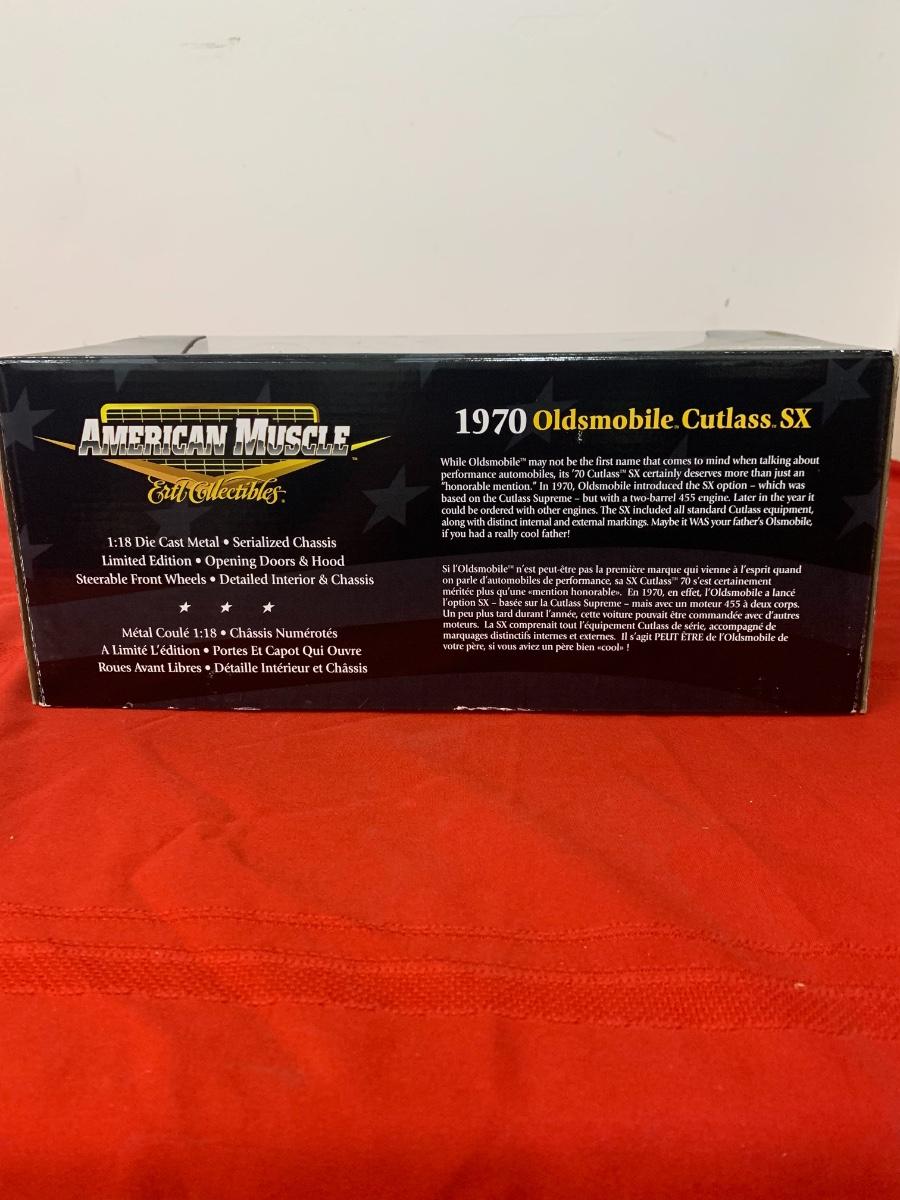 AMERICAN MUSCLE™
Ertl Collectibles®
1:18 Die Cast Metal • Serialized Chassis
Limited Edition • Opening Doors & Hood
Steerable Front Wheels • Detailed Interior & Chassis
Métal Coulé 1:18 • Châssis Numérotés
A Limité L'édition • Portes Et Capot Qui Ouvre
Roues Avant Libres • Détaille Intérieur et Châssis
1970 Oldsmobile™ Cutlass™ SX
While Oldsmobile™ may not be the first name that comes to mind when talking about
performance automobiles, its '70 Cutlass™ SX certainly deserves more than just an
"honorable mention." In 1970, Oldsmobile introduced the SX option – which was
based on the Cutlass Supreme – but with a two-barrel 455 engine. Later in the year it
could be ordered with other engines. The SX included all standard Cutlass equipment,
along with distinct internal and external markings. Maybe it WAS your father's Olsmobile,
if you had a really cool father!
Si l'Oldsmobile™ n'est peut-être pas la première marque qui vienne à l'esprit quand
on parle d'automobiles de performance, sa SX Cutlass™ 70 s'est certainement
méritée plus qu'une «mention honorable». En 1970, en effet, l'Oldsmobile a lancé
l'option SX – basée sur la Cutlass Supreme – mais avec un moteur 455 à deux corps.
Un peu plus tard durant l'année, cette voiture pouvait être commandée avec d'autres
moteurs. La SX comprenait tout l'équipement Cutlass de série, accompagné de
marquages distinctifs internes et externes. Il s'agit PEUT ÊTRE de l'Oldsmobile de
votre père, si vous aviez un père bien «cool» !